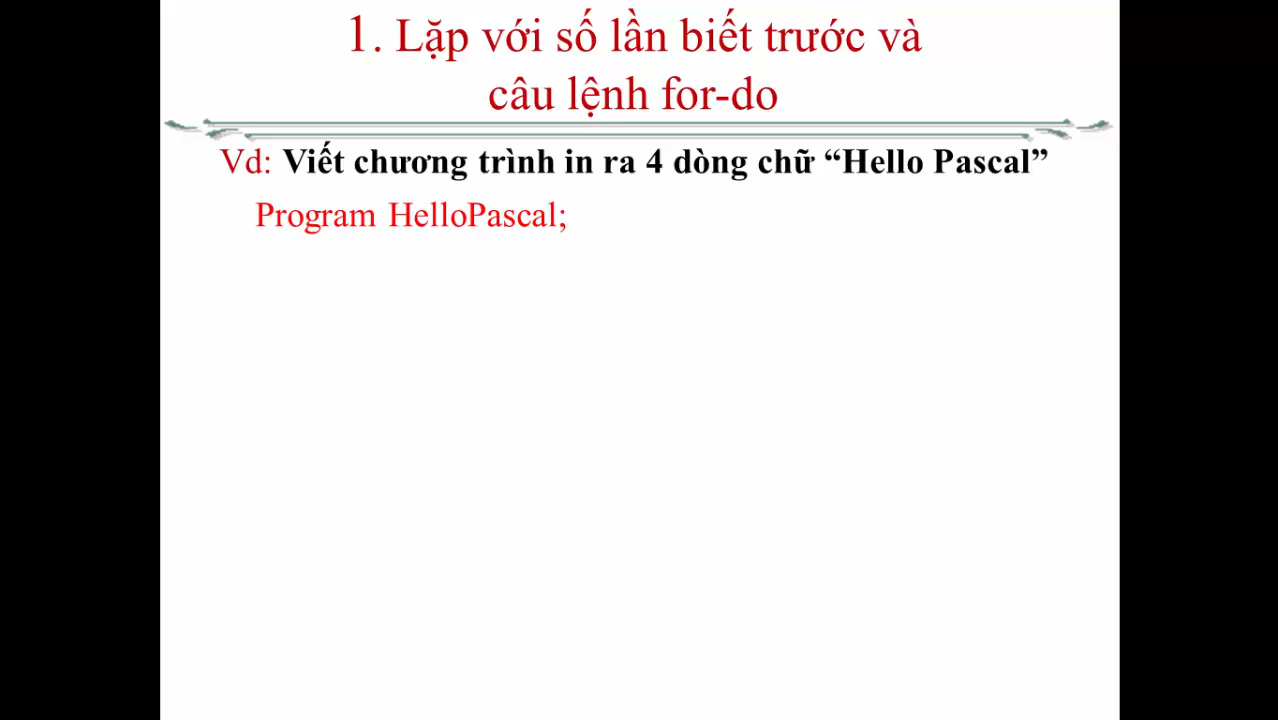 1. Lặp với số lần biết trước và
câu lệnh for-do
Vd: Viết chương trình in ra 4 dòng chữ “Hello Pascal”
Program HelloPascal;